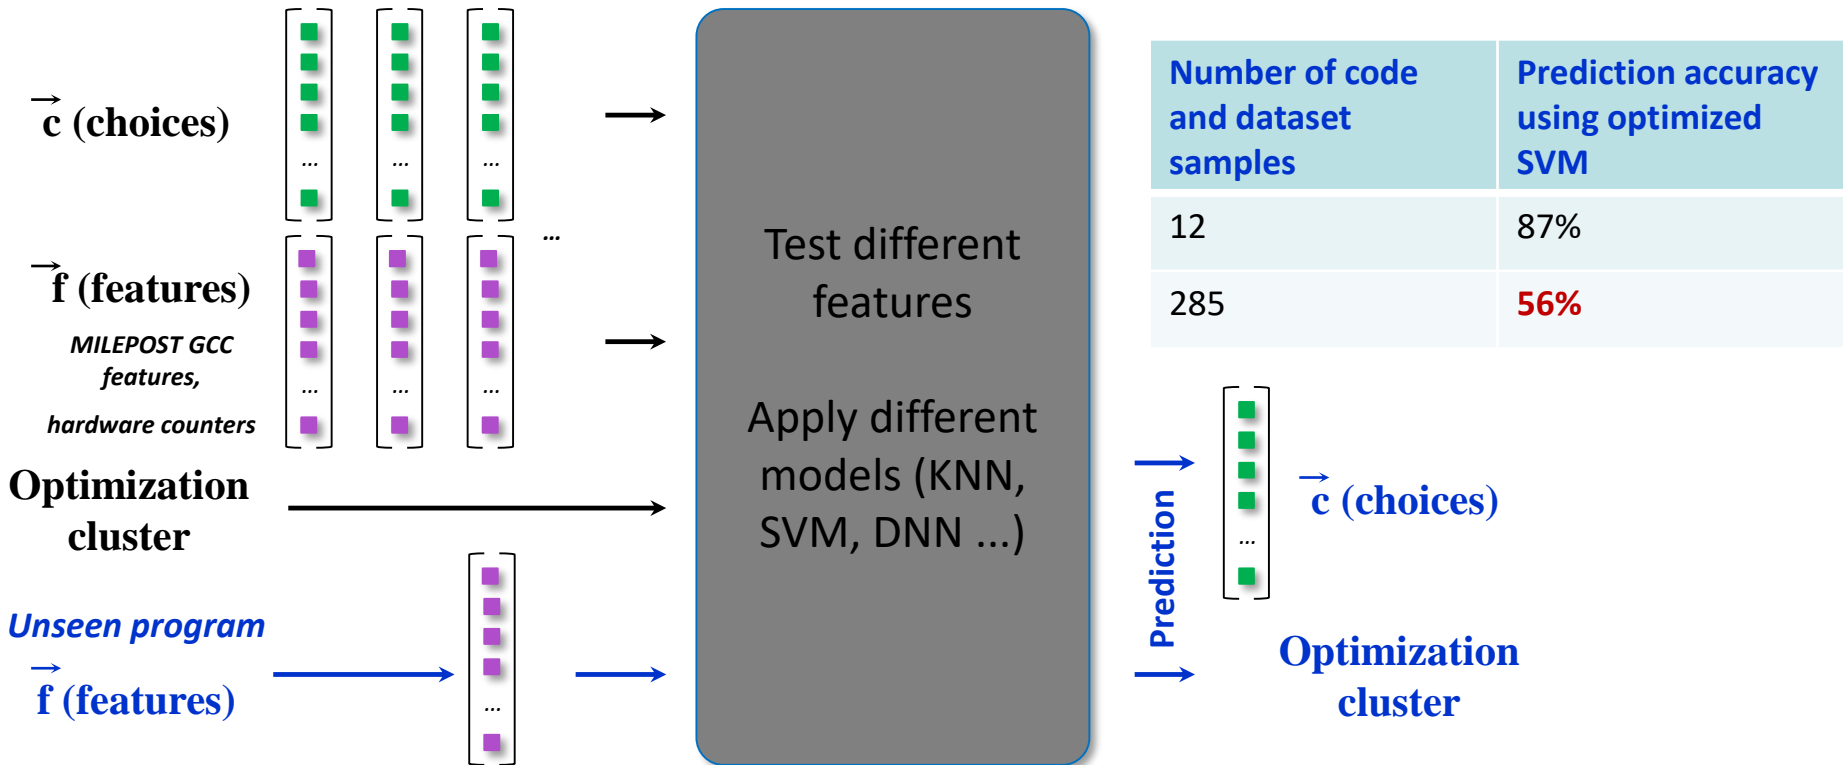 c (choices)
...
...
...
...
f (features)
MILEPOST GCC
features,
hardware counters
...
...
...
Optimization
cluster
Unseen program
f (features)
...
Test different
features
Apply different
models (KNN,
SVM, DNN ...)
Number of code
and dataset
samples
Prediction accuracy
using optimized
SVM
12
87%
285
56%
Prediction
...
c (choices)
Optimization
cluster